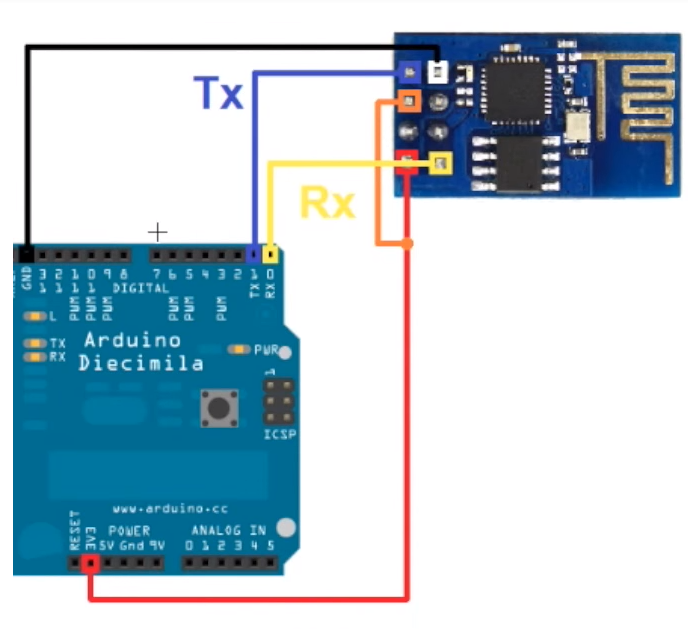 Tx
Rx
GND
13 12 11 10 9 8 7 6 5 4 3 2 TX 1 RX 0
PWM PWM PWM DIGITAL PWM PWM PWM
L
TX
RX
Arduino
Diecimila
PWR
1
ICSP
www.arduino.cc
RESET
3V3
POWER
5V Gnd 9V
ANALOG IN
0 1 2 3 4 5